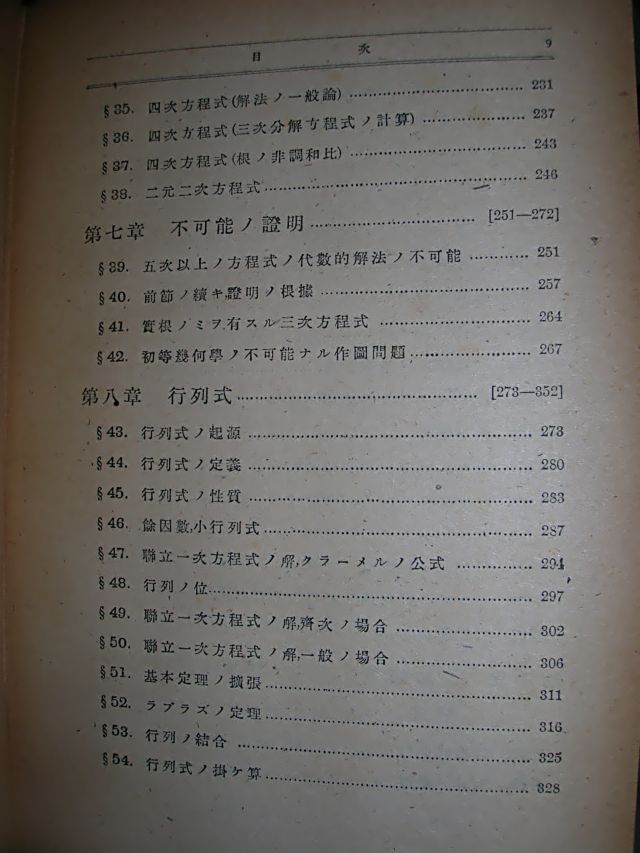 目 次 9
§35. 四次方程式(解法ノ一般論) 231
§36. 四次方程式(三次分解方程式ノ計算) 237
§37. 四次方程式(根ノ非調和比) 243
§38. 二元二次方程式 246
第七章 不可能ノ證明 [251—272]
§39. 五次以上ノ方程式ノ代數的解法ノ不可能 251
§40. 前節ノ續キ,證明ノ根據 257
§41. 實根ノミヲ有スル三次方程式 264
§42. 初等幾何學ノ不可能ナル作圖問題 267
第八章 行列式 [273—352]
§43. 行列式ノ起源 273
§44. 行列式ノ定義 280
§45. 行列式ノ性質 283
§46. 餘因數,小行列式 287
§47. 聯立一次方程式ノ解,クラーメルノ公式 294
§48. 行列ノ位 297
§49. 聯立一次方程式ノ解,齊次ノ場合 302
§50. 聯立一次方程式ノ解,一般ノ場合 306
§51. 基本定理ノ擴張 311
§52. ラプラズノ定理 316
§53. 行列ノ結合 325
§54. 行列式ノ掛ケ算 328